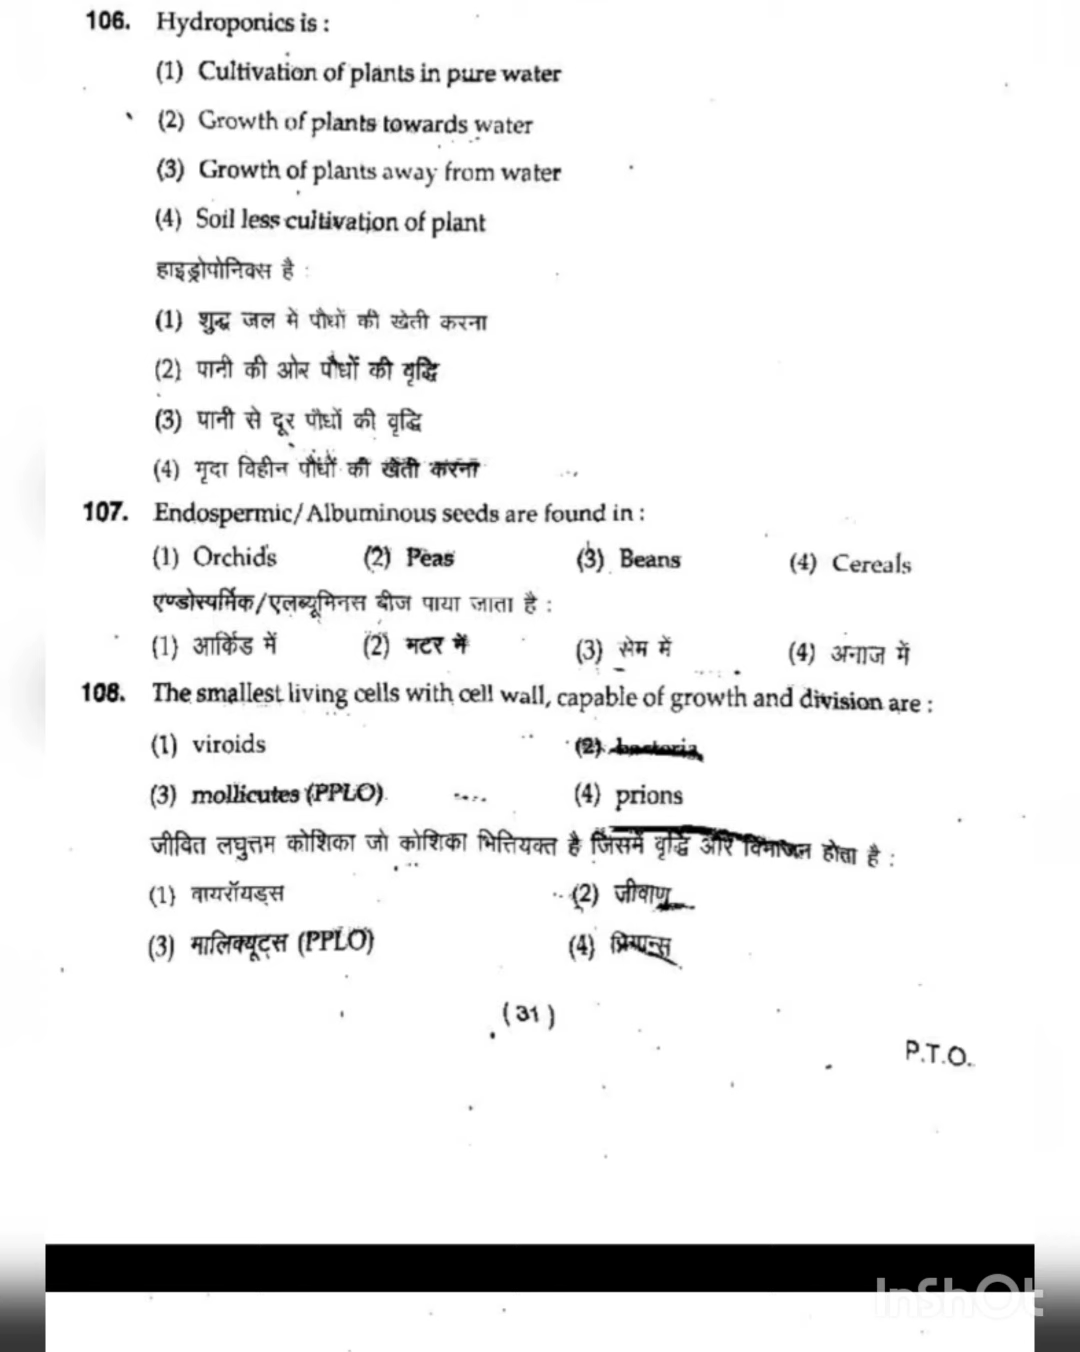 106. Hydroponics is :
(1) Cultivation of plants in pure water
(2) Growth of plants towards water
(3) Growth of plants away from water
(4) Soil less cultivation of plant
हाइड्रोपोनिक्स है :
(1) शुद्ध जल में पौधों की खेती करना
(2) पानी की ओर पौधों की वृद्धि
(3) पानी से दूर पौधों की वृद्धि
(4) मृदा विहीन पौधों की खेती करना
107. Endospermic/Albuminous seeds are found in :
(1) Orchids (2) Peas (3) Beans (4) Cereals
एण्डोस्पर्मिक/एलब्यूमिनस बीज पाया जाता है :
(1) आर्किड में (2) मटर में (3) सेम में (4) अनाज में
108. The smallest living cells with cell wall, capable of growth and division are :
(1) viroids (2) bacteria
(3) mollicutes (PPLO) (4) prions
जीवित लघुत्तम कोशिका जो कोशिका भित्तियक्त है जिसमें वृद्धि और विभाजन होता है :
(1) वायरॉयड्स (2) जीवाणु
(3) मालिक्यूट्स (PPLO) (4) प्रियान्स
(31)
P.T.O.
InShOt